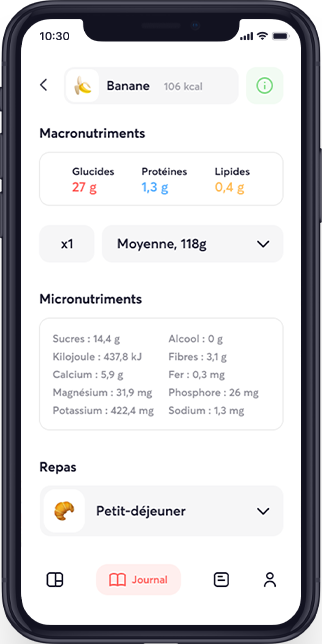 10:30
Banane 106 kcal
Macronutriments
Glucides Protéines Lipides
27 g 1,3 g 0,4 g
x1 Moyenne, 118g
Micronutriments
Sucres : 14,4 g Alcool : 0 g
Kilojoule : 437,8 kJ Fibres : 3,1 g
Calcium : 5,9 g Fer : 0,3 mg
Magnésium : 31,9 mg Phosphore : 26 mg
Potassium : 422,4 mg Sodium : 1,3 mg
Repas
Petit-déjeuner
Journal